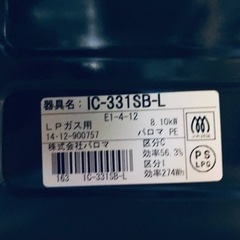 器具名：IC-331SB-L
E1-4-12
LPガス用 8.10kW
14-12-900757 パロマ PE
株式会社パロマ 区分C
効率56.3%
区分I
163 IC-331SB-L 効率274Wh
PS
LPG